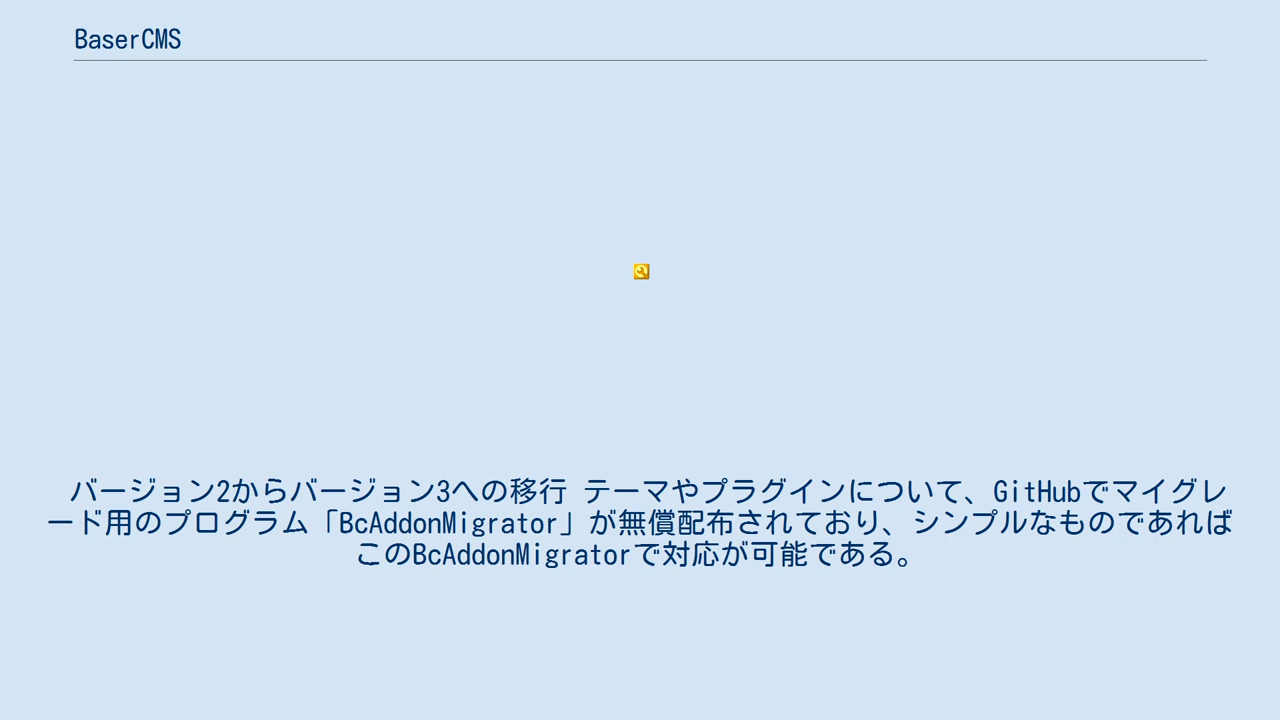 BaserCMS
バージョン2からバージョン3への移行 テーマやプラグインについて、GitHubでマイグレ
ード用のプログラム「BcAddonMigrator」が無償配布されており、シンプルなものであれば
このBcAddonMigratorで対応が可能である。